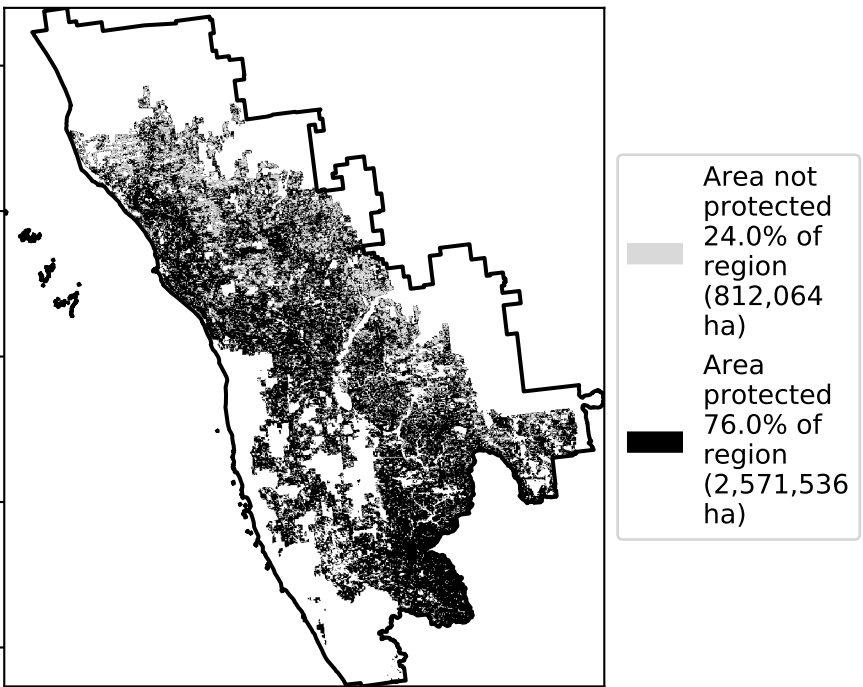 Area not
protected
24.0% of
region
(812,064
ha)
Area
protected
76.0% of
region
(2,571,536
ha)